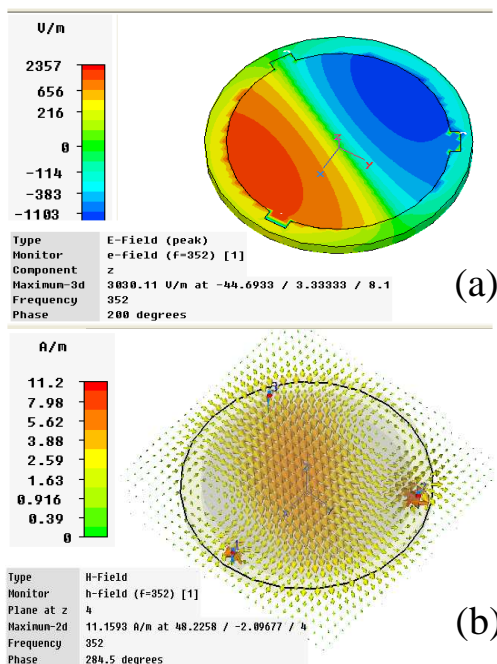 V/m
2357
656
216
0
-114
-383
-1103
Type E-Field (peak)
Monitor e-field (f=352) [1]
Component z
Maximum-3d 3030.11 V/m at -44.6933 / 3.33333 / 8.1
Frequency 352
Phase 200 degrees
(a)
A/m
11.2
7.98
5.62
3.88
2.59
1.63
0.916
0.39
0
Type H-Field
Monitor h-field (f=352) [1]
Plane at z 4
Maximum-2d 11.1593 A/m at 48.2258 / -2.09677 / 4
Frequency 352
Phase 284.5 degrees
(b)